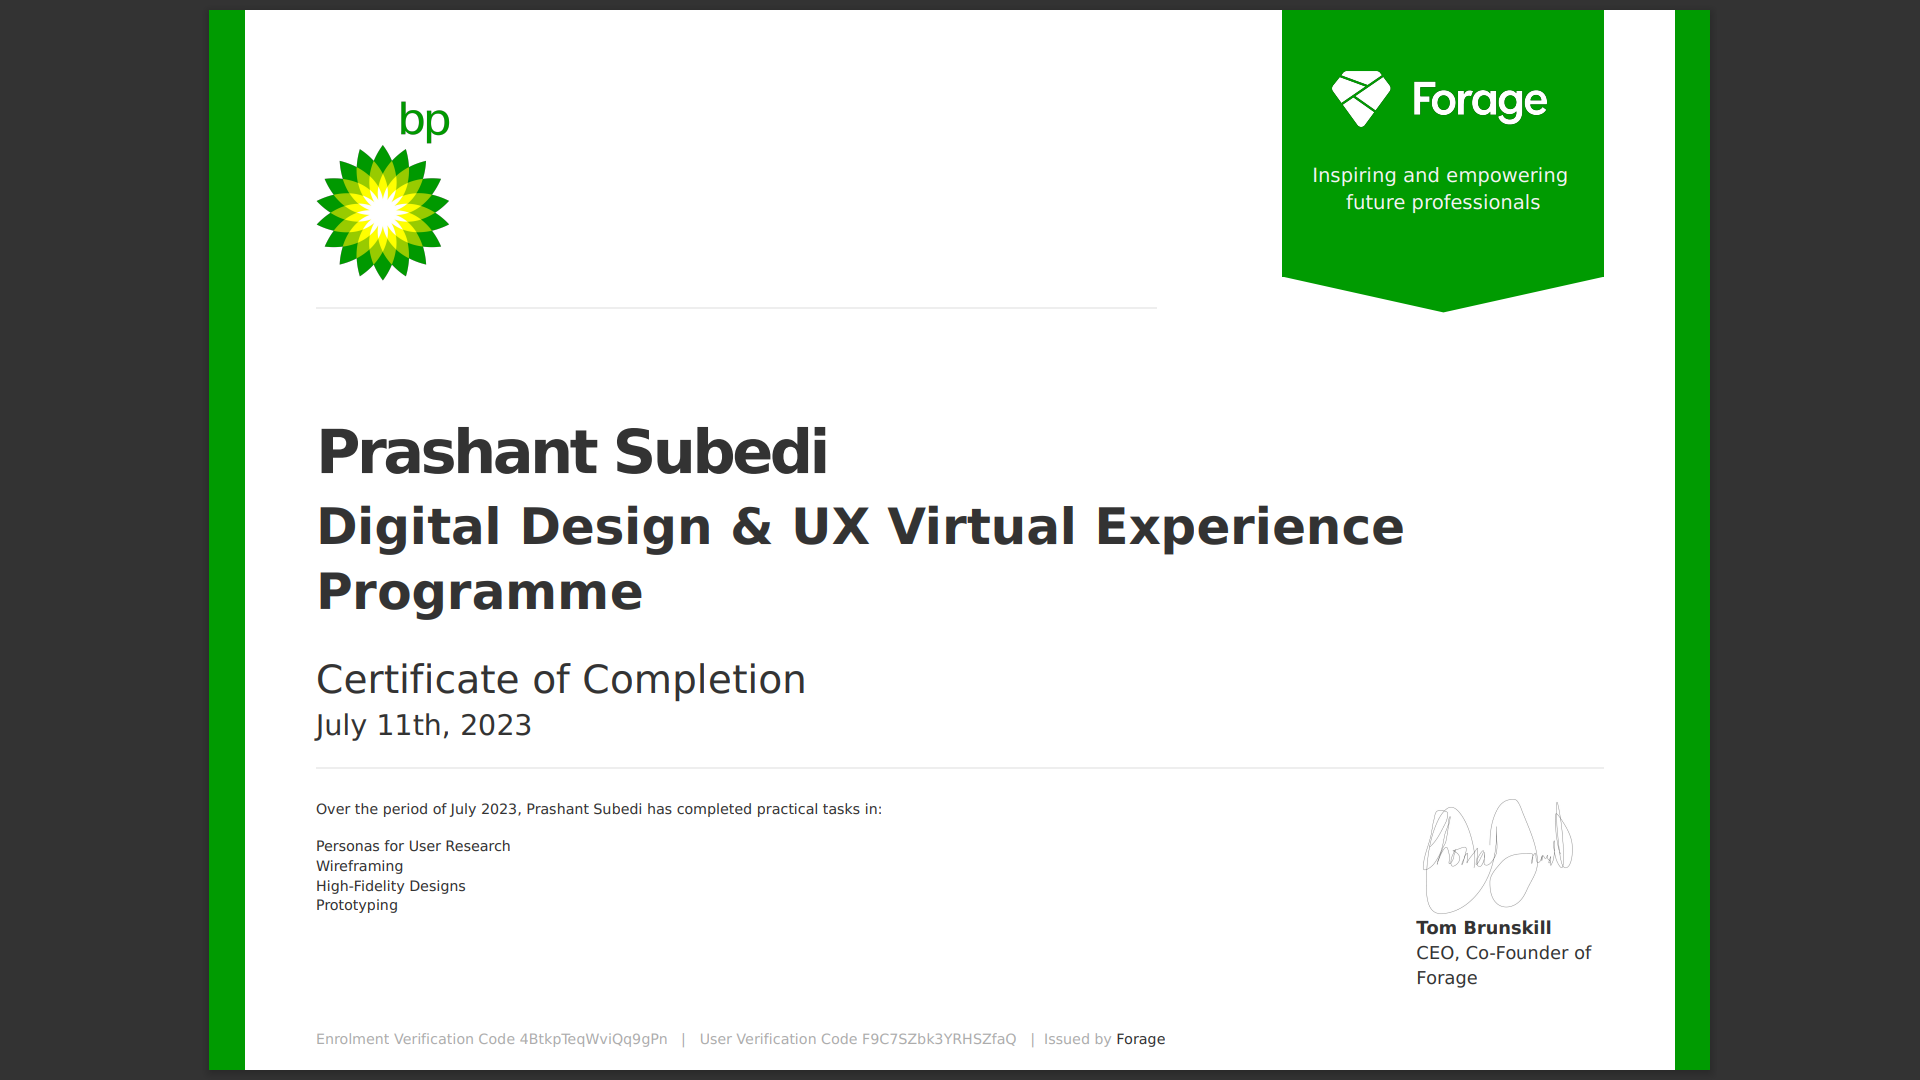 bp
Forage
Inspiring and empowering
future professionals
Prashant Subedi
Digital Design & UX Virtual Experience
Programme
Certificate of Completion
July 11th, 2023
Over the period of July 2023, Prashant Subedi has completed practical tasks in:
Personas for User Research
Wireframing
High-Fidelity Designs
Prototyping
Tom Brunskill
CEO, Co-Founder of
Forage
Enrolment Verification Code 4BtkpTeqWviQq9gPn | User Verification Code F9C7SZbk3YRHSZfaQ | Issued by Forage